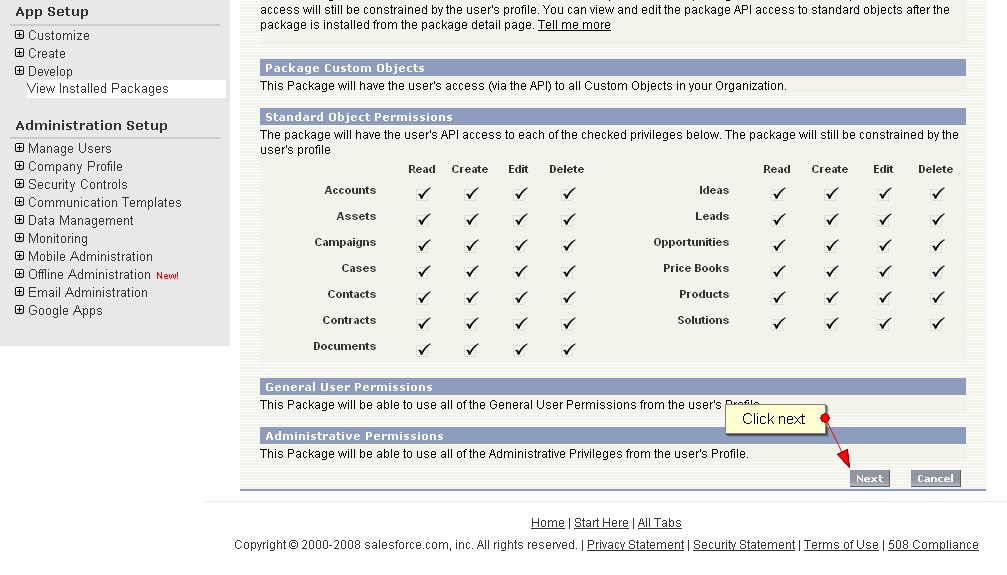 App Setup
Customize
Create
Develop
View Installed Packages
Administration Setup
Manage Users
Company Profile
Security Controls
Communication Templates
Data Management
Monitoring
Mobile Administration
Offline Administration New!
Email Administration
Google Apps
access will still be constrained by the user's profile. You can view and edit the package API access to standard objects after the
package is installed from the package detail page. Tell me more
Package Custom Objects
This Package will have the user's access (via the API) to all Custom Objects in your Organization.
Standard Object Permissions
The package will have the user's API access to each of the checked privileges below. The package will still be constrained by the
user's profile
Read Create Edit Delete Read Create Edit Delete
Accounts Ideas
Assets Leads
Campaigns Opportunities
Cases Price Books
Contacts Products
Contracts Solutions
Documents
General User Permissions
This Package will be able to use all of the General User Permissions from the user's Profile.
Click next
Administrative Permissions
This Package will be able to use all of the Administrative Privileges from the user's Profile.
Next Cancel
Home | Start Here | All Tabs
Copyright © 2000-2008 salesforce.com, inc. All rights reserved. | Privacy Statement | Security Statement | Terms of Use | 508 Compliance